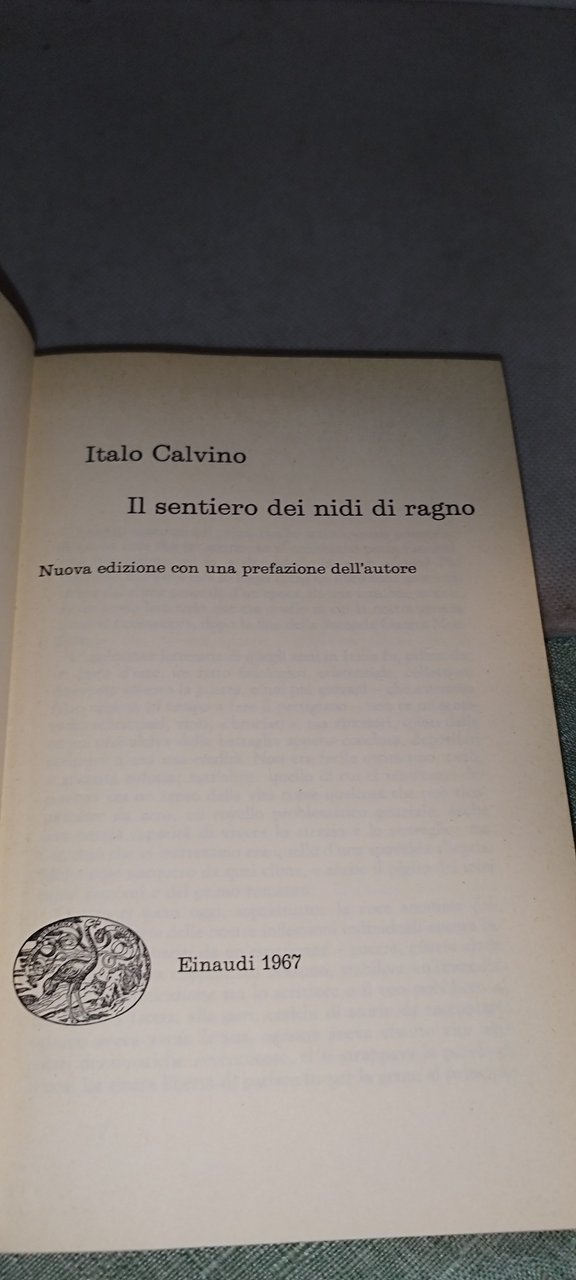 Italo Calvino
Il sentiero dei nidi di ragno
Nuova edizione con una prefazione dell'autore
Einaudi 1967